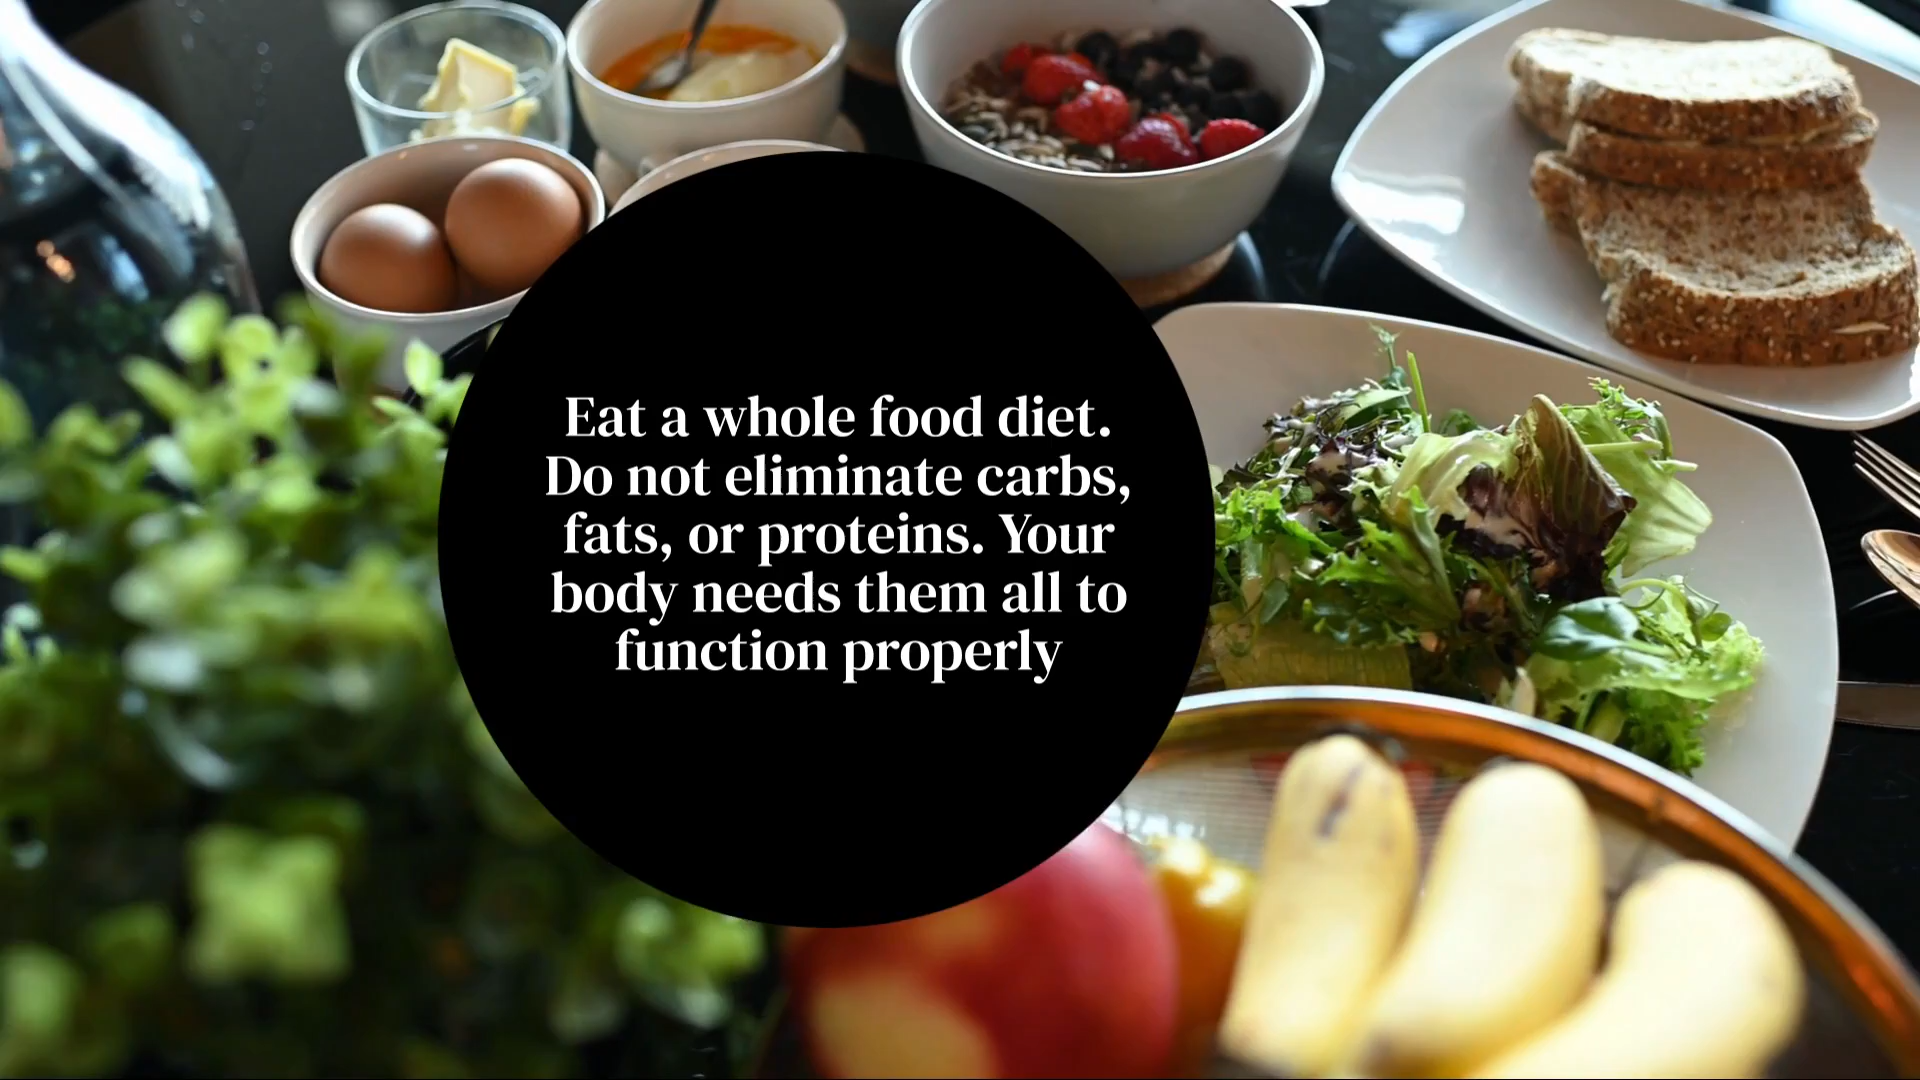 Eat a whole food diet.
Do not eliminate carbs,
fats, or proteins. Your
body needs them all to
function properly